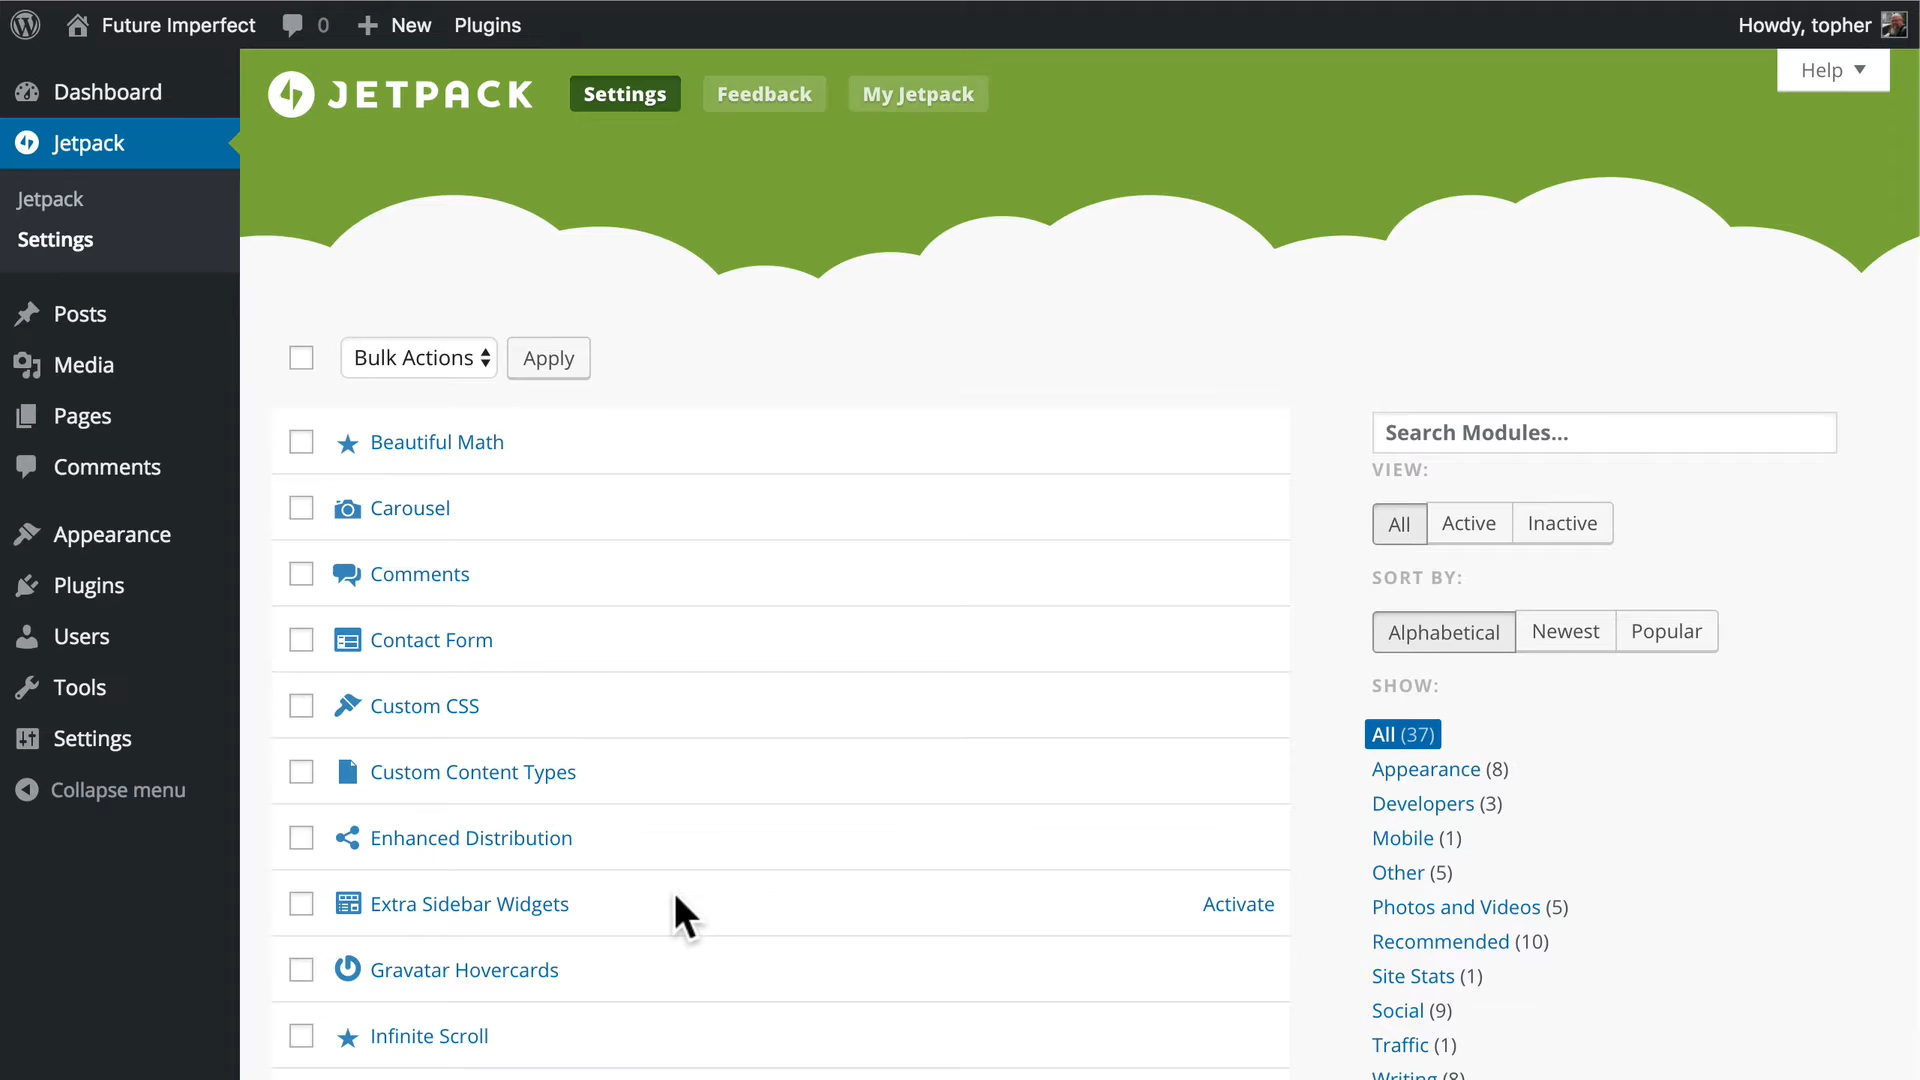 Future Imperfect 0 New Plugins Howdy, topher
Dashboard
Jetpack
Jetpack
Settings
Posts
Media
Pages
Comments
Appearance
Plugins
Users
Tools
Settings
Collapse menu
JETPACK Settings Feedback My Jetpack
Help
Bulk Actions Apply
Beautiful Math
Carousel
Comments
Contact Form
Custom CSS
Custom Content Types
Enhanced Distribution
Extra Sidebar Widgets Activate
Gravatar Hovercards
Infinite Scroll
Search Modules...
VIEW:
All Active Inactive
SORT BY:
Alphabetical Newest Popular
SHOW:
All (37)
Appearance (8)
Developers (3)
Mobile (1)
Other (5)
Photos and Videos (5)
Recommended (10)
Site Stats (1)
Social (9)
Traffic (1)
Writing (8)